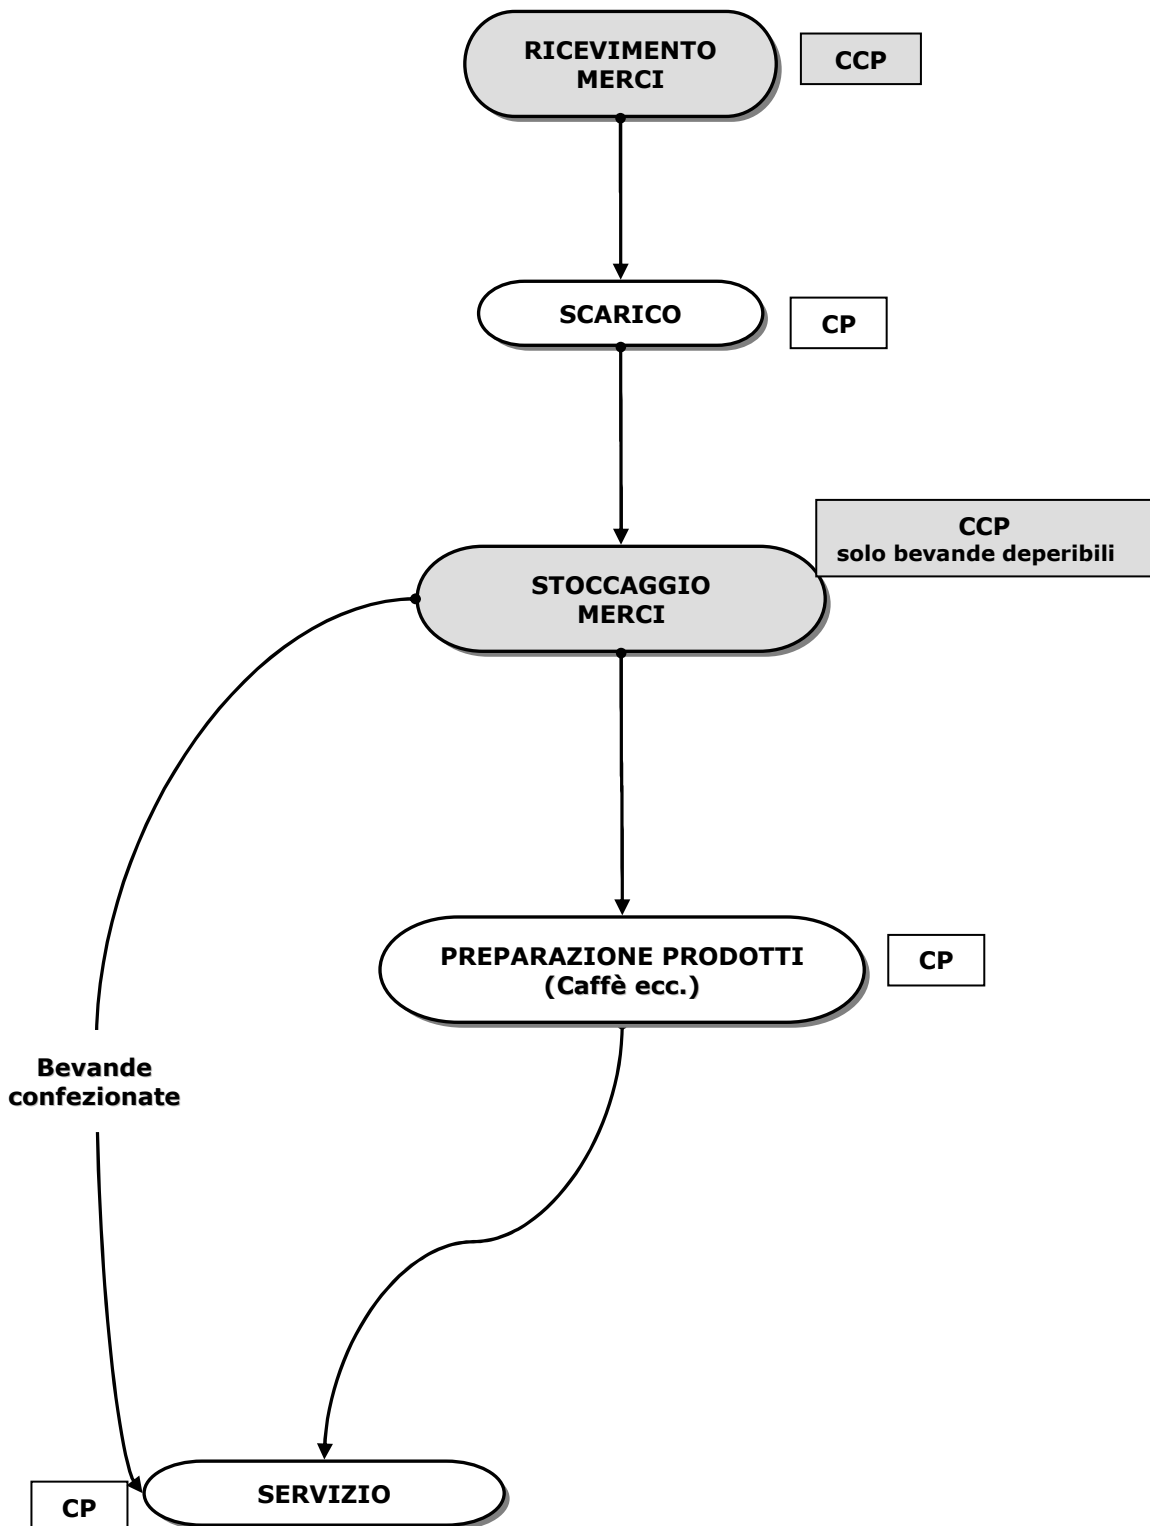 RICEVIMENTO
MERCI
CCP
SCARICO
CP
CCP
solo bevande deperibili
STOCCAGGIO
MERCI
PREPARAZIONE PRODOTTI
(Caffè ecc.)
CP
Bevande
confezionate
SERVIZIO
CP